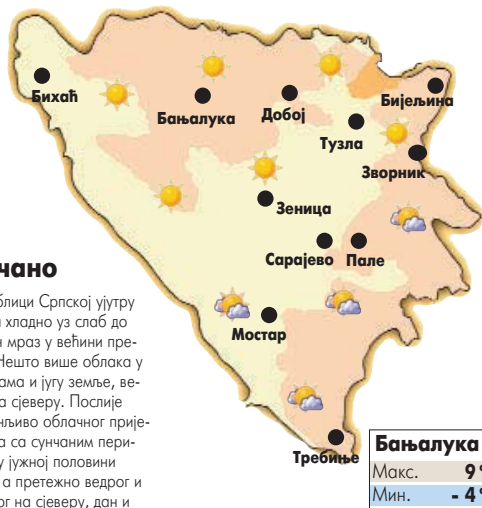 Бихаћ
Бањалука
Добој
Бијељина
Тузла
Зворник
Зеница
Сарајево
Пале
Мостар
Требиње
чано
блици Српској ујутру
хладно уз слаб до
мраз у већини пре-
Нешто више облака у
ама и југу земље, ве-
а сјеверу. Послије
њиво облачног прије-
а са сунчаним пери-
у јужној половини
а претежно ведрог и
ог на сјеверу, дан и
Бањалука
Макс. 9°
Мин. - 4°